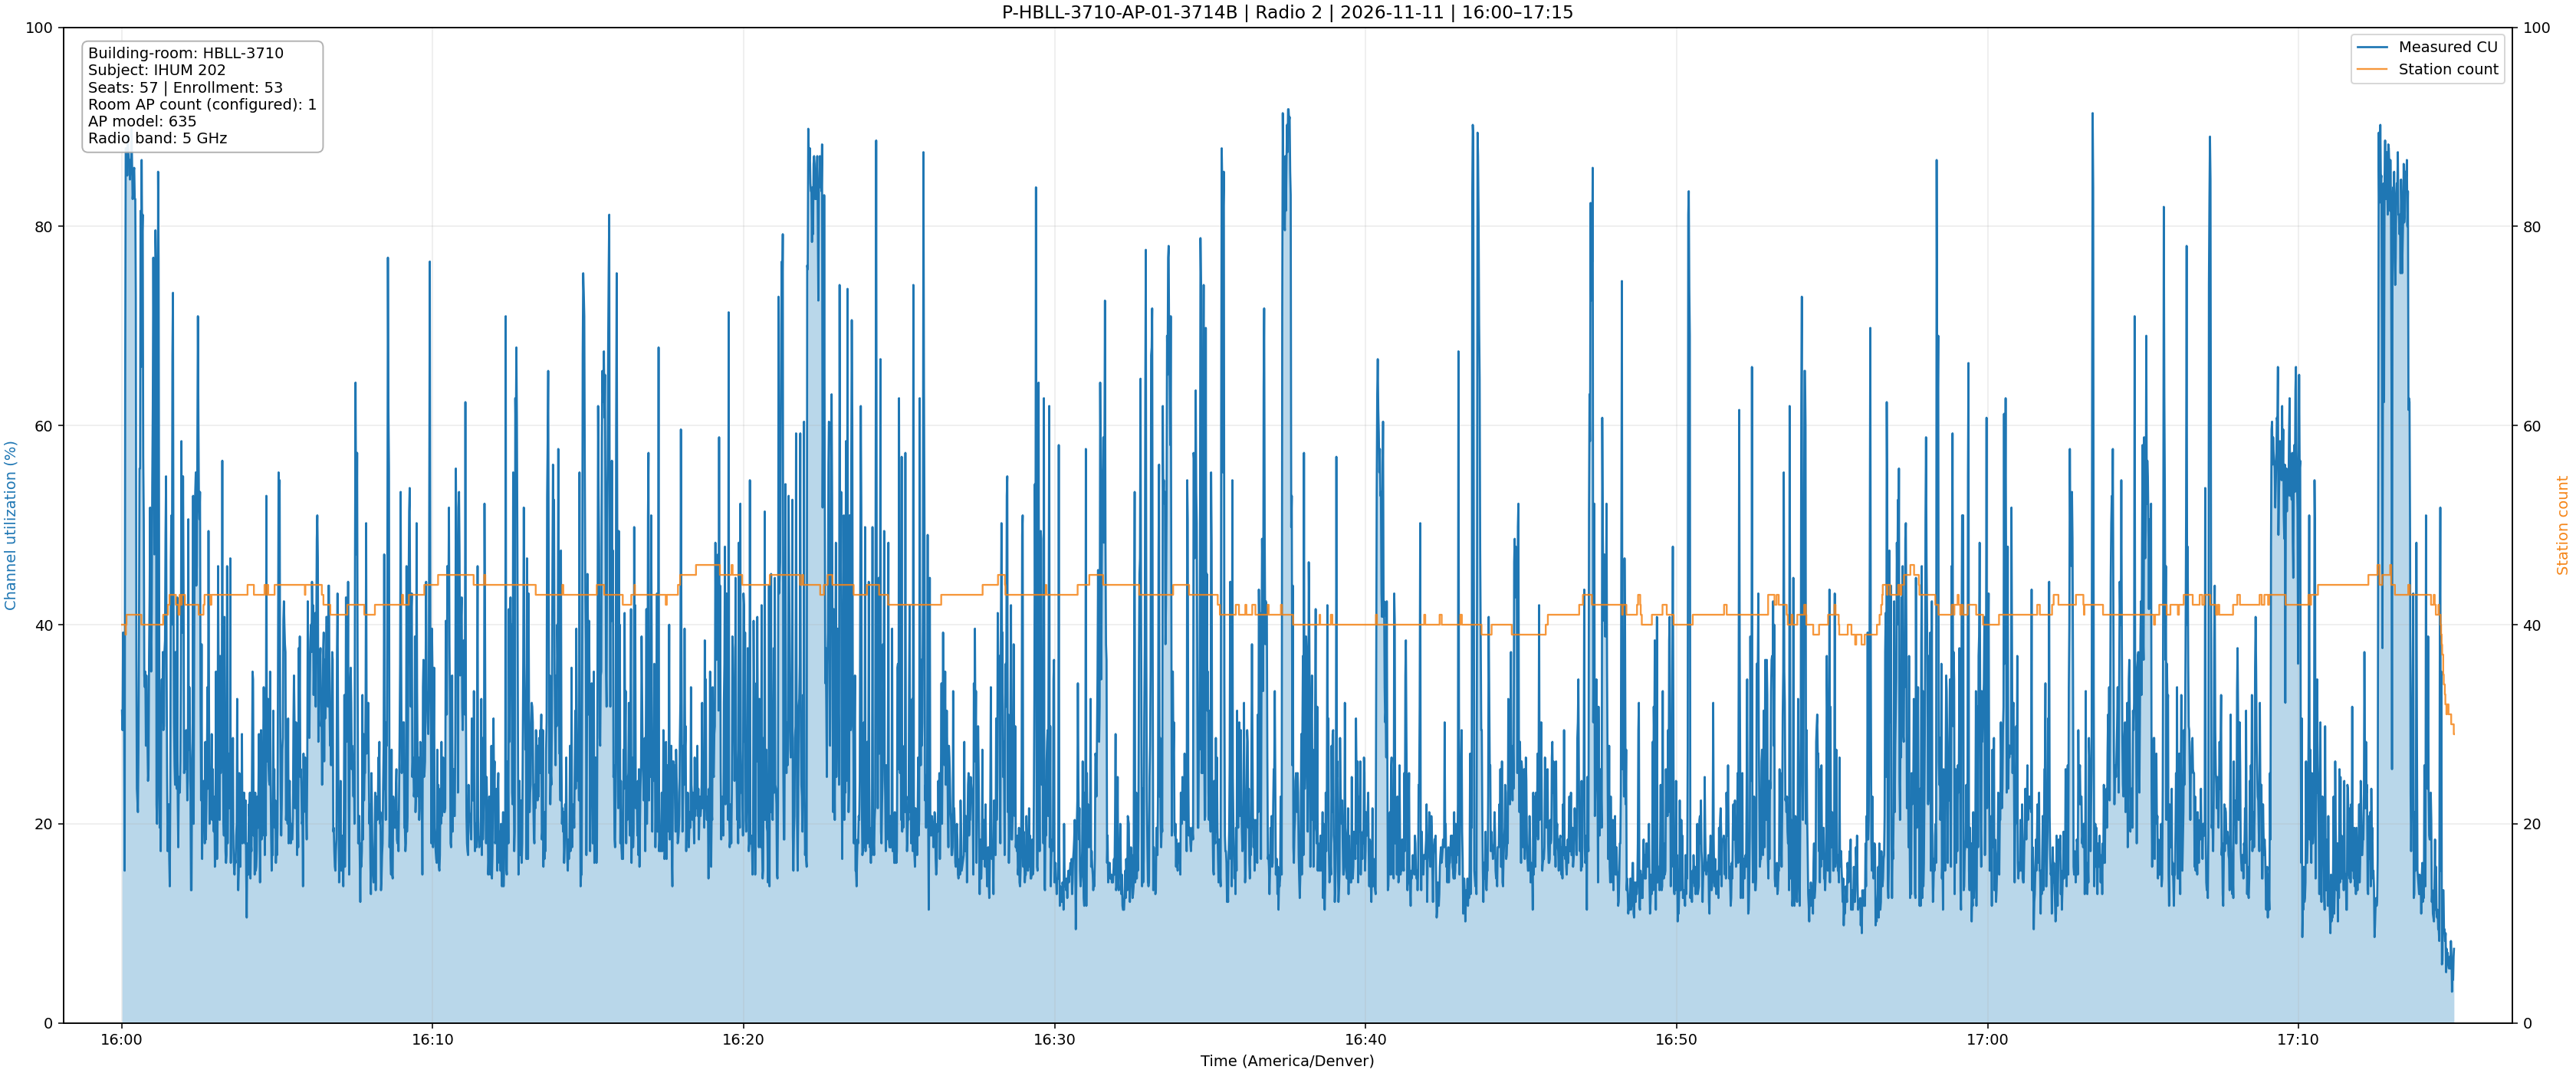 P-HBLL-3710-AP-01-3714B | Radio 2 | 2026-11-11 | 16:00–17:15
Building-room: HBLL-3710
Subject: IHUM 202
Seats: 57 | Enrollment: 53
Room AP count (configured): 1
AP model: 635
Radio band: 5 GHz
Measured CU
Station count
100
80
60
40
20
0
Channel utilization (%)
100
80
60
40
20
0
Station count
16:00
16:10
16:20
16:30
16:40
16:50
17:00
17:10
Time (America/Denver)